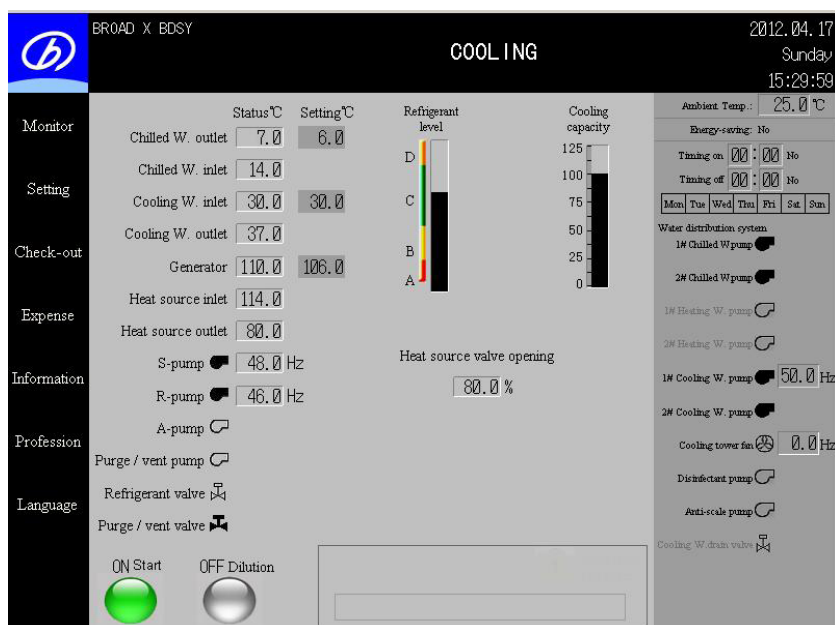 BROAD X BDSY
COOLING
2012.04.17
Sunday
15:29:59
Monitor
Setting
Check-out
Expense
Information
Profession
Language
Status℃ Setting℃
Chilled W. outlet 7.0 6.0
Chilled W. inlet 14.0
Cooling W. inlet 30.0 30.0
Cooling W. outlet 37.0
Generator 110.0 106.0
Heat source inlet 114.0
Heat source outlet 80.0
S-pump 48.0 Hz
R-pump 46.0 Hz
A-pump
Purge / vent pump
Refrigerant valve
Purge / vent valve
ON Start OFF Dilution
Refrigerant
level
D
C
B
A
Cooling
capacity
125
100
75
50
25
0
Heat source valve opening
80.0 %
Ambient Temp.: 25.0 ℃
Energy-saving: No
Timing on 00 : 00 No
Timing off 00 : 00 No
Mon Tue Wed Thu Fri Sat Sun
Water distribution system
1# Chilled W.pump
2# Chilled W.pump
1# Heating W. pump
2# Heating W. pump
1# Cooling W. pump 50.0 Hz
2# Cooling W. pump
Cooling tower fan 0.0 Hz
Disinfectant pump
Anti-scale pump
Cooling W.drain valve